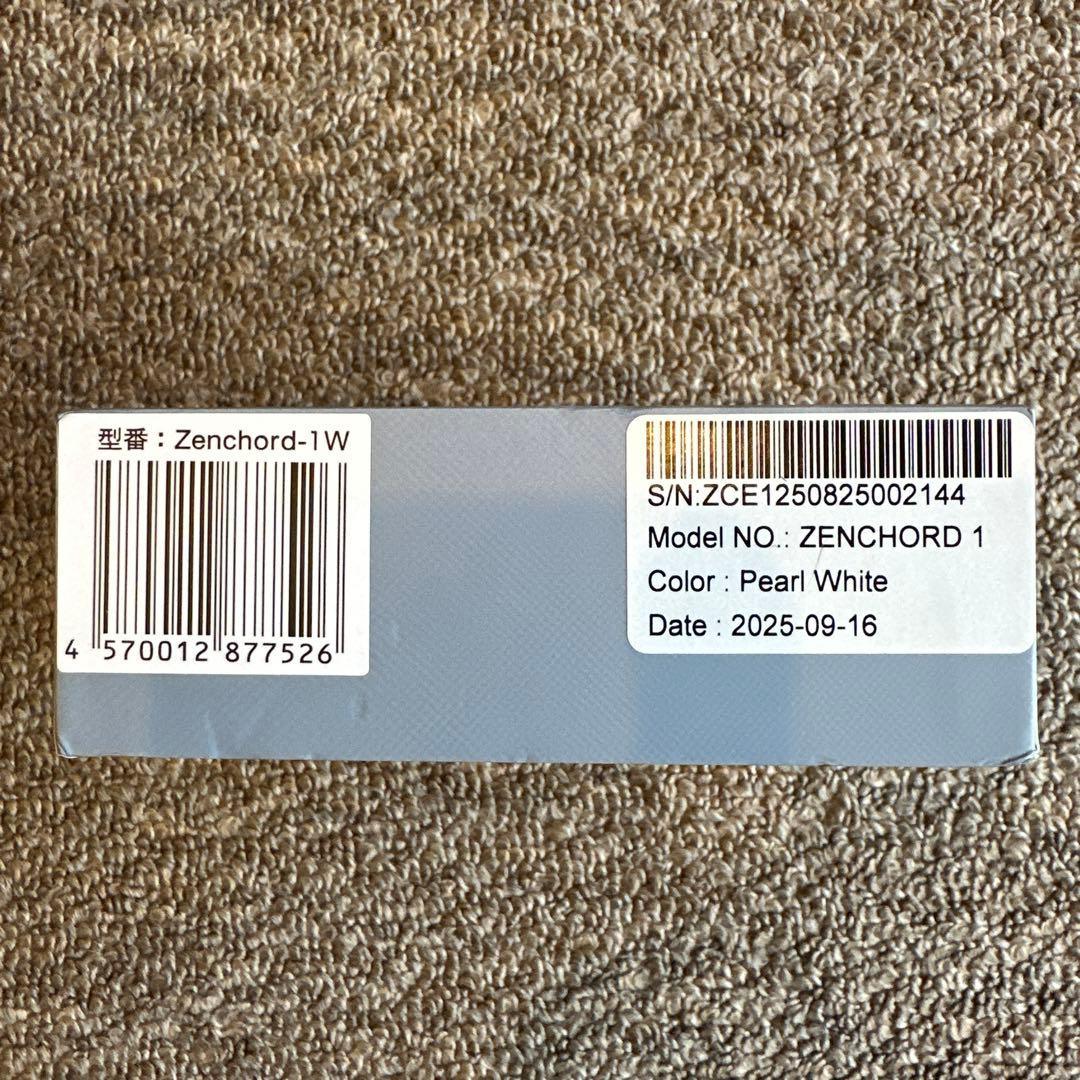 型番：Zenchord-1W
4 570012 877526
S/N:ZCE1250825002144
Model NO.: ZENCHORD 1
Color : Pearl White
Date : 2025-09-16